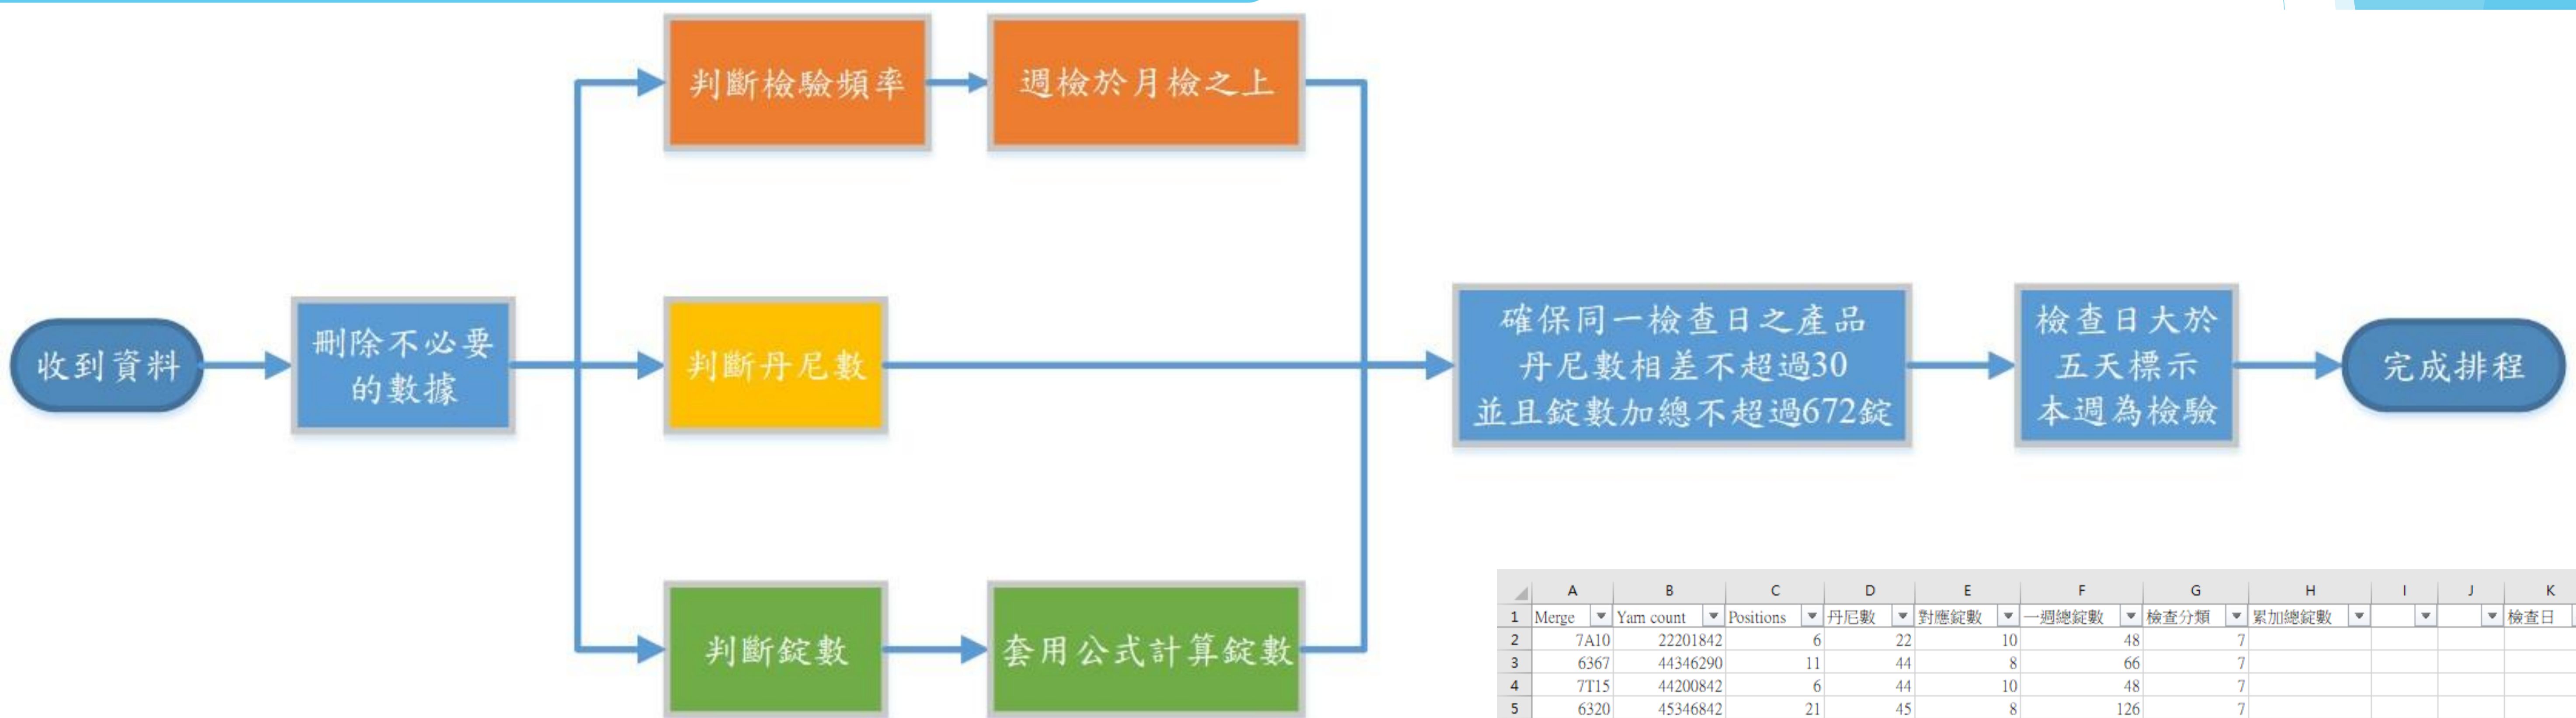 收到資料
刪除不必要
的數據
判斷檢驗頻率
週檢於月檢之上
判斷丹尼數
判斷錠數
套用公式計算錠數
確保同一檢查日之產品
丹尼數相差不超過30
並且錠數加總不超過672錠
檢查日大於
五天標示
本週為檢驗
完成排程
A B C D E F G H I J K
1 Merge Yarn count Positions 丹尼數 對應錠數 一週總錠數 檢查分類 累加總錠數 檢查日
2 7A10 22201842 6 22 10 48 7
3 6367 44346290 11 44 8 66 7
4 7T15 44200842 6 44 10 48 7
5 6320 45346842 21 45 8 126 7